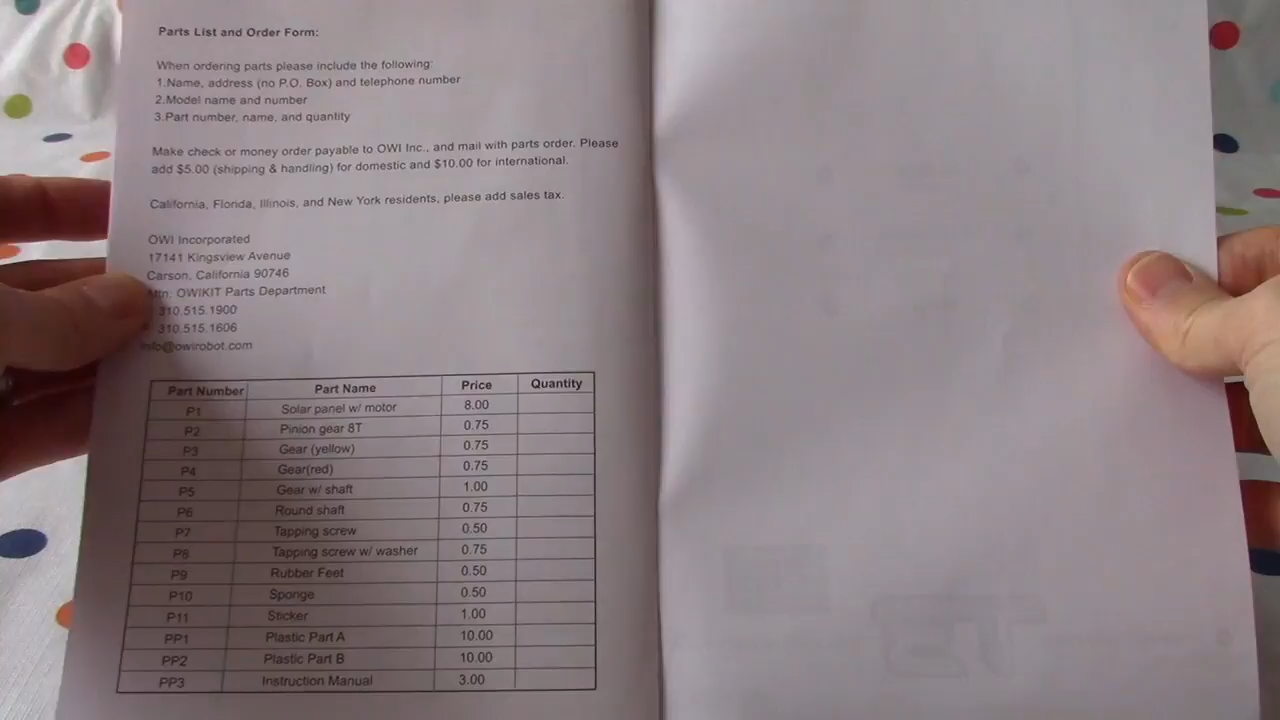 Parts List and Order Form:
When ordering parts please include the following:
1.Name, address (no P.O. Box) and telephone number
2.Model name and number
3.Part number, name, and quantity
Make check or money order payable to OWI Inc., and mail with parts order. Please
add $5.00 (shipping & handling) for domestic and $10.00 for international.
California, Florida, Illinois, and New York residents, please add sales tax.
OWI Incorporated
17141 Kingsview Avenue
Carson, California 90746
Attn: OWIKIT Parts Department
310.515.1900
310.515.1606
info@owirobot.com
Part Number Part Name Price Quantity
P1 Solar panel w/ motor 8.00
P2 Pinion gear 8T 0.75
P3 Gear (yellow) 0.75
P4 Gear(red) 0.75
P5 Gear w/ shaft 1.00
P6 Round shaft 0.75
P7 Tapping screw 0.50
P8 Tapping screw w/ washer 0.75
P9 Rubber Feet 0.50
P10 Sponge 0.50
P11 Sticker 1.00
PP1 Plastic Part A 10.00
PP2 Plastic Part B 10.00
PP3 Instruction Manual 3.00